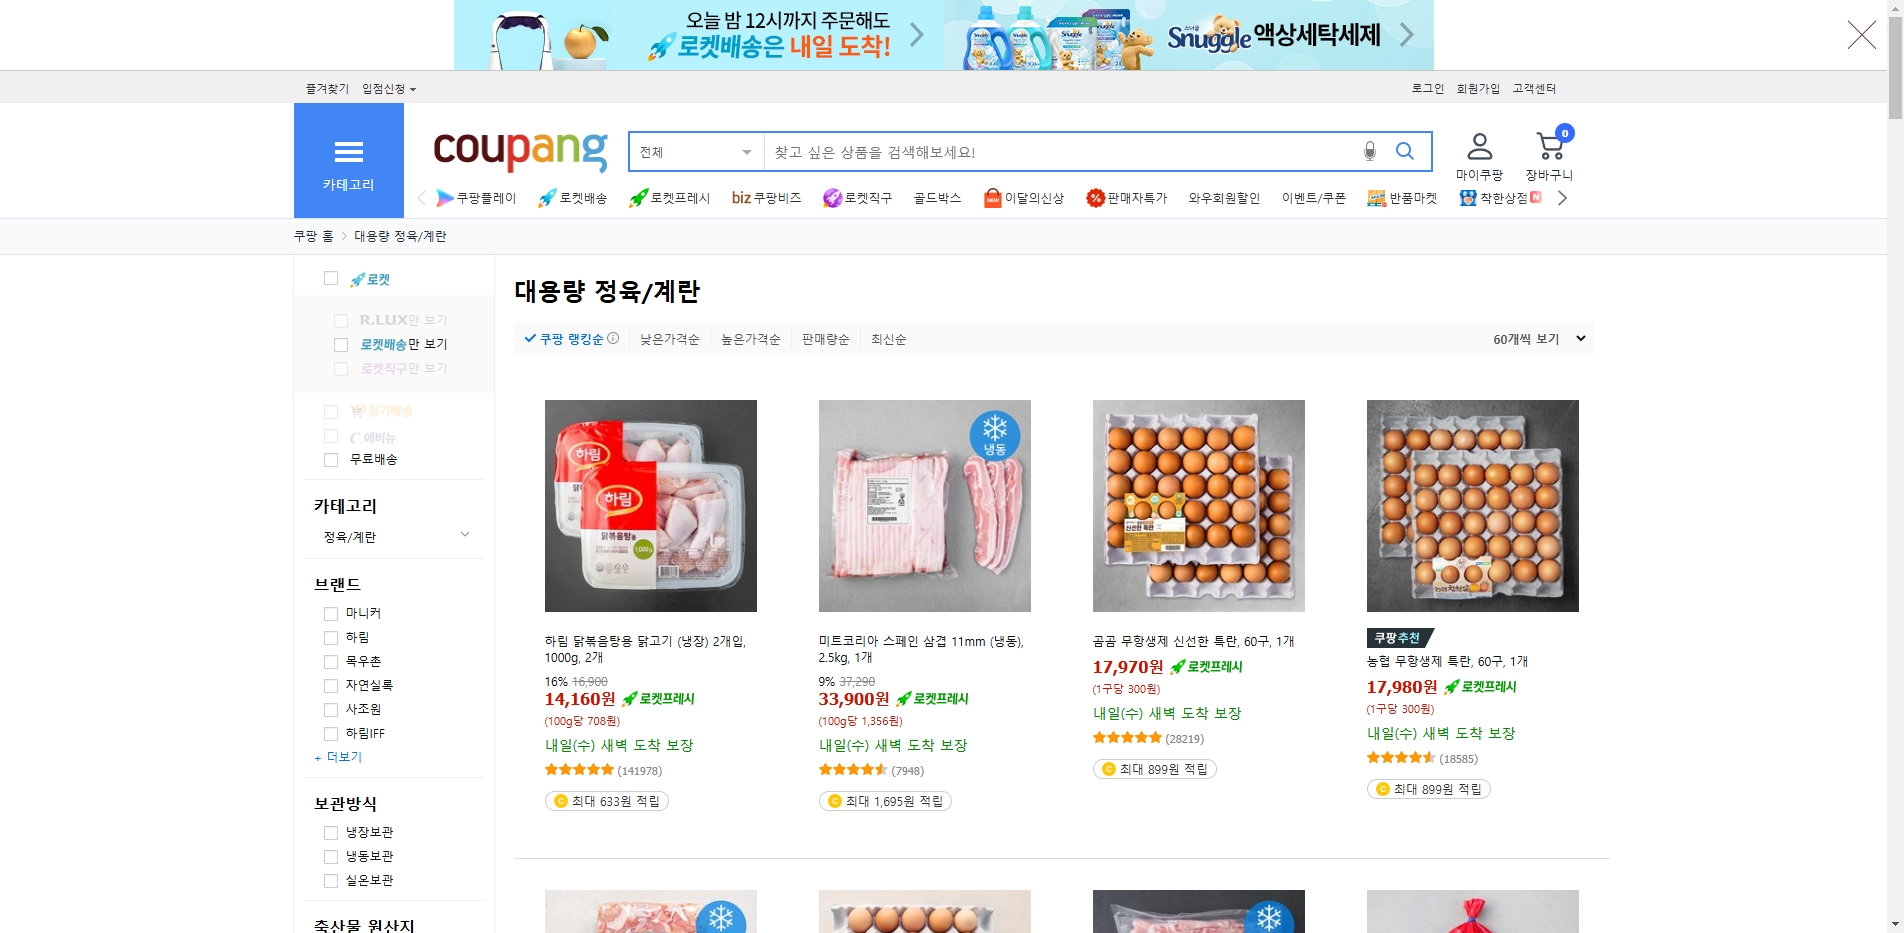 오늘 밤 12시까지 주문해도
로켓배송은 내일 도착!
Snuggle 액상세탁세제
즐겨찾기 입점신청
로그인 회원가입 고객센터
카테고리
coupang
전체
찾고 싶은 상품을 검색해보세요!
마이쿠팡
0
장바구니
쿠팡플레이 로켓배송 로켓프레시 biz 쿠팡비즈 로켓직구 골드박스 NEW 이달의신상 % 판매자특가 와우회원할인 이벤트/쿠폰 반품마켓 착한상점 N
쿠팡 홈 > 대용량 정육/계란
로켓
R.LUX만 보기
로켓배송만 보기
로켓직구만 보기
정기배송
C.에비뉴
무료배송
카테고리
정육/계란
브랜드
마니커
하림
목우촌
자연실록
사조원
하림IFF
+ 더보기
보관방식
냉장보관
냉동보관
실온보관
축산물 원산지
대용량 정육/계란
쿠팡 랭킹순 낮은가격순 높은가격순 판매량순 최신순
60개씩 보기
하림
하림
닭볶음탕용
1,000g
하림 닭볶음탕용 닭고기 (냉장) 2개입,
1000g, 2개
16% 16,900
14,160원 로켓프레시
(100g당 708원)
내일(수) 새벽 도착 보장
(141978)
최대 633원 적립
냉동
미트코리아 스페인 삼겹 11mm (냉동),
2.5kg, 1개
9% 37,290
33,900원 로켓프레시
(100g당 1,356원)
내일(수) 새벽 도착 보장
(7948)
최대 1,695원 적립
신선한 특란
곰곰 무항생제 신선한 특란, 60구, 1개
17,970원 로켓프레시
(1구당 300원)
내일(수) 새벽 도착 보장
(28219)
최대 899원 적립
쿠팡추천
농협 무항생제 특란, 60구, 1개
17,980원 로켓프레시
(1구당 300원)
내일(수) 새벽 도착 보장
(18585)
최대 899원 적립